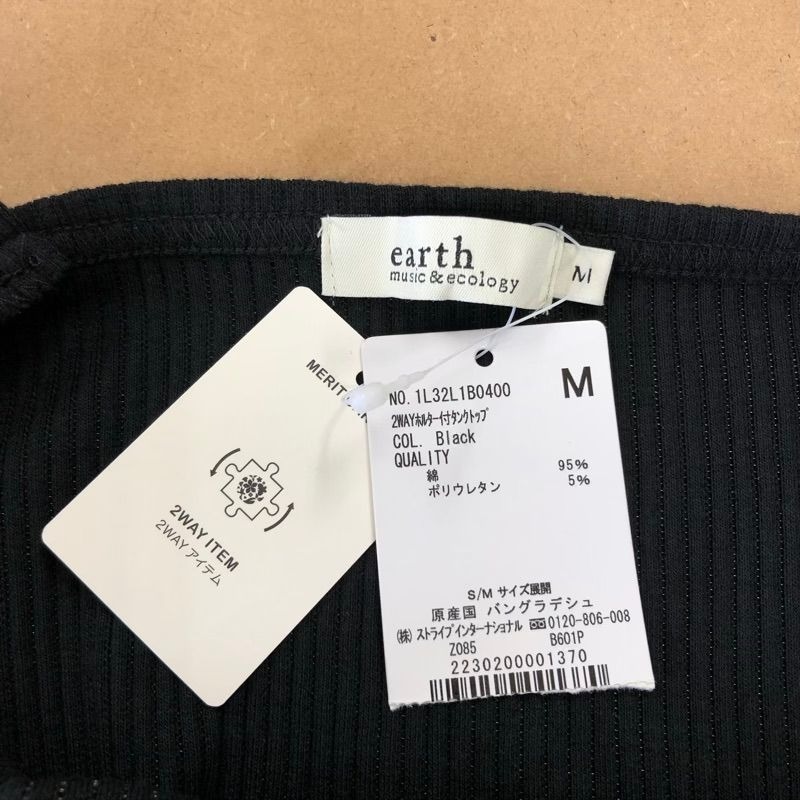 earth
music&ecology
M
MERIT
2WAY ITEM
2WAY アイテム
NO.1L32L1B0400
M
2WAYホルター付タンクトップ
COL. Black
QUALITY
綿 95%
ポリウレタン 5%
S/M サイズ展開
原産国 バングラデシュ
(株) ストライプインターナショナル 0120-806-008
Z085 B601P
2230200001370